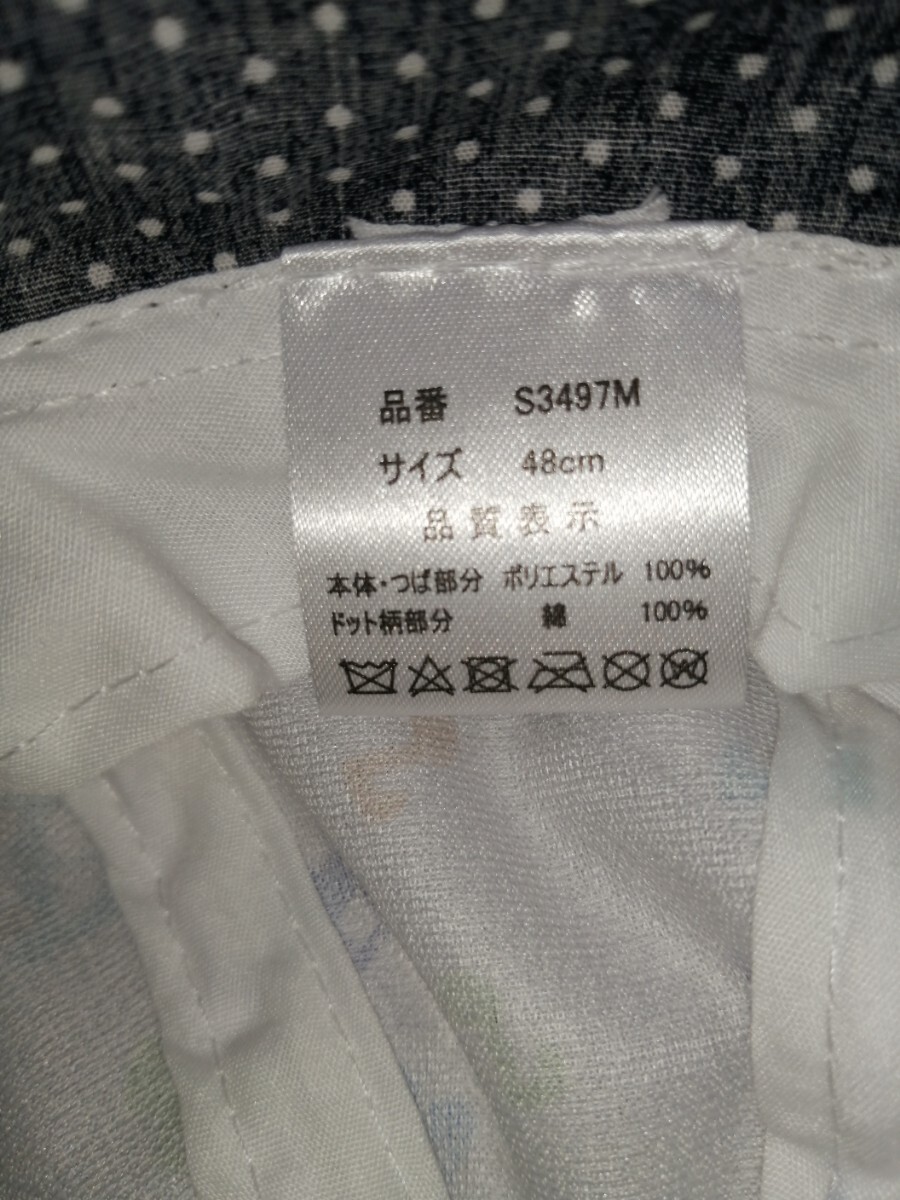 品番 S3497M
サイズ 48cm
品質表示
本体・つば部分 ポリエステル 100%
ドット柄部分 綿 100%